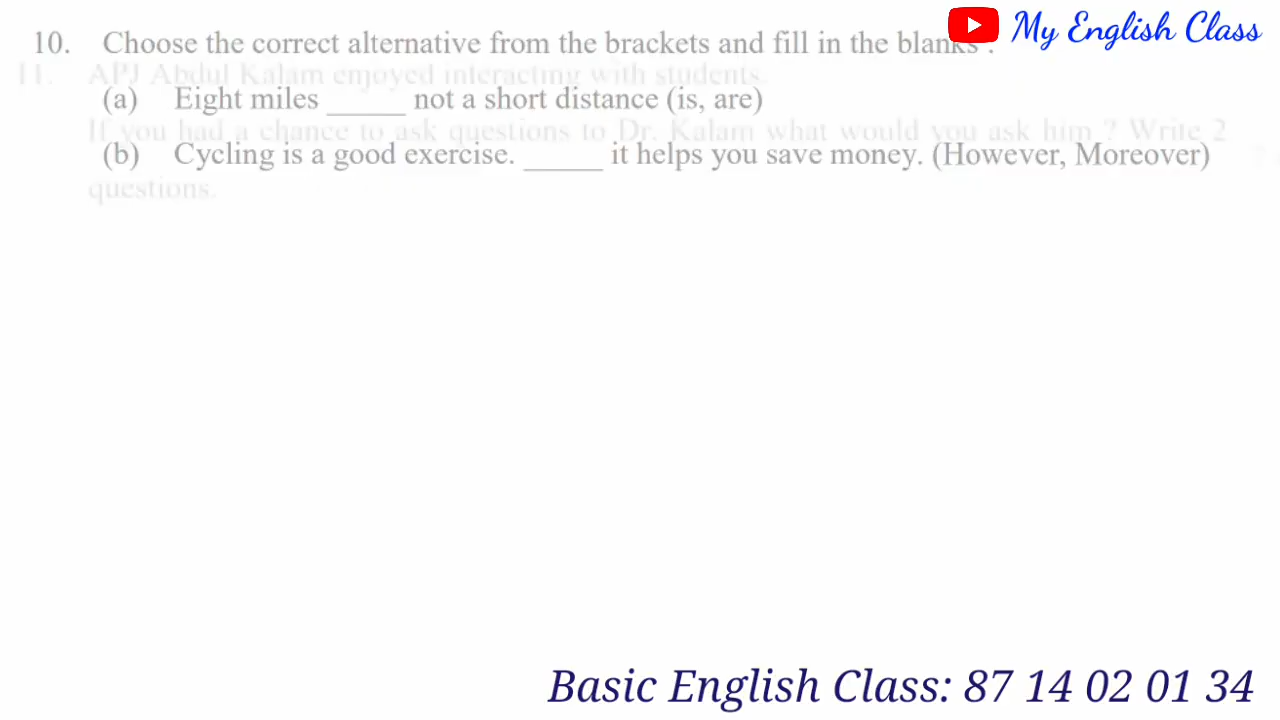 My English Class
10. Choose the correct alternative from the brackets and fill in the blanks :
11. APJ Abdul Kalam enjoyed interacting with students.
(a) Eight miles _____ not a short distance (is, are)
If you had a chance to ask questions to Dr. Kalam what would you ask him ? Write 2
(b) Cycling is a good exercise. _____ it helps you save money. (However, Moreover)
questions.
Basic English Class: 87 14 02 01 34